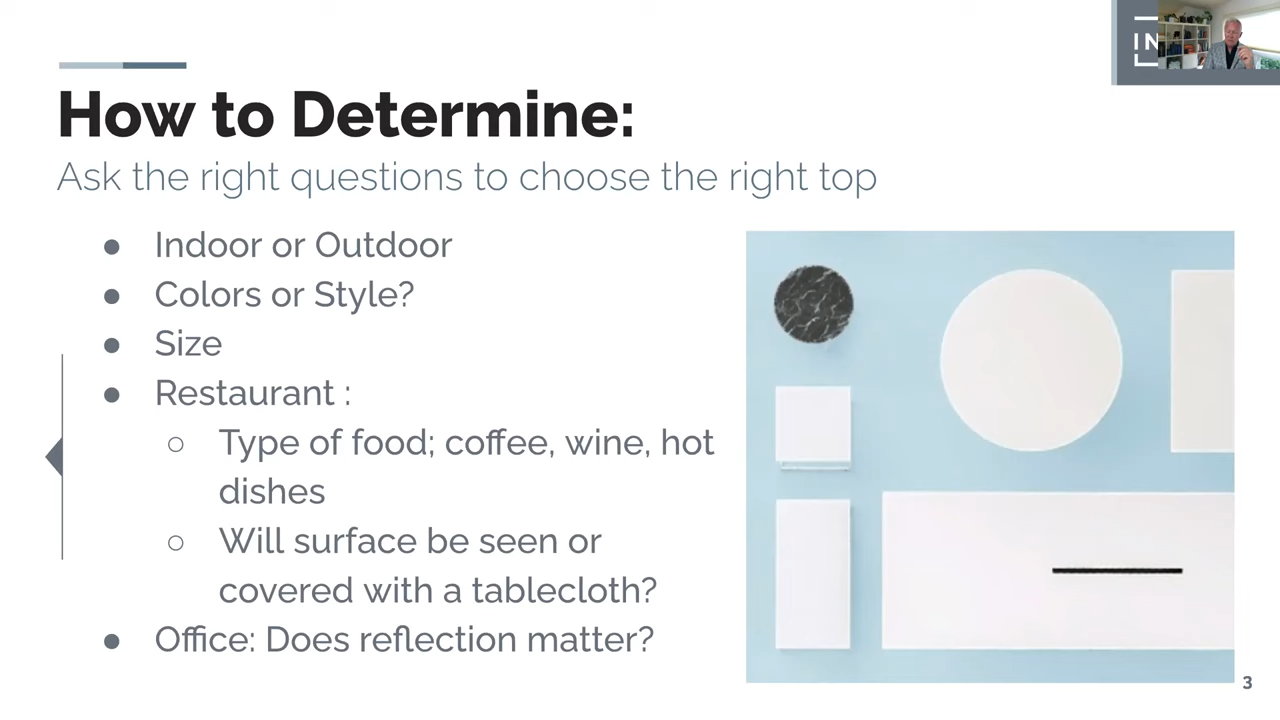 IN
How to Determine:
Ask the right questions to choose the right top
● Indoor or Outdoor
● Colors or Style?
● Size
● Restaurant :
○ Type of food; coffee, wine, hot
dishes
○ Will surface be seen or
covered with a tablecloth?
● Office: Does reflection matter?
3